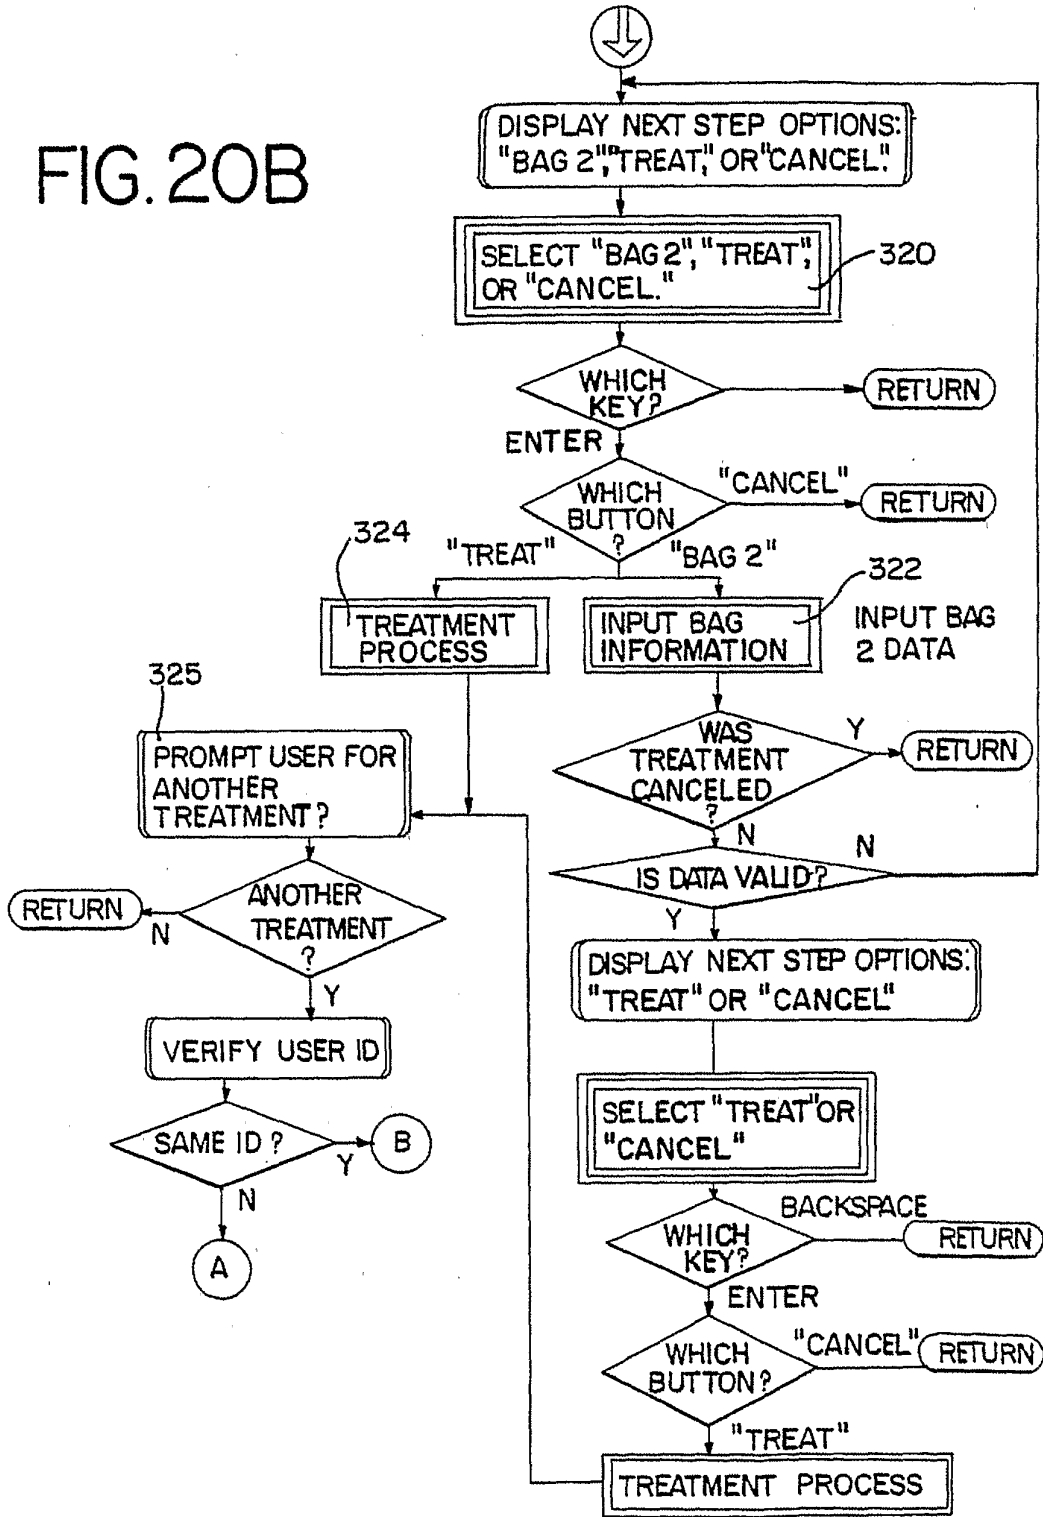 FIG. 20B
DISPLAY NEXT STEP OPTIONS:
"BAG 2","TREAT," OR "CANCEL".
SELECT "BAG 2", "TREAT",
OR "CANCEL."
320
WHICH
KEY?
RETURN
ENTER
WHICH
BUTTON
?
"CANCEL"
RETURN
324
"TREAT"
"BAG 2"
322
TREATMENT
PROCESS
INPUT BAG
INFORMATION
INPUT BAG
2 DATA
325
PROMPT USER FOR
ANOTHER
TREATMENT?
WAS
TREATMENT
CANCELED
?
Y
RETURN
N
IS DATA VALID?
N
Y
RETURN
N
ANOTHER
TREATMENT
?
Y
DISPLAY NEXT STEP OPTIONS:
"TREAT" OR "CANCEL"
VERIFY USER ID
SAME ID?
Y
B
N
A
SELECT "TREAT" OR
"CANCEL"
BACKSPACE
WHICH
KEY?
RETURN
ENTER
WHICH
BUTTON?
"CANCEL"
RETURN
"TREAT"
TREATMENT PROCESS